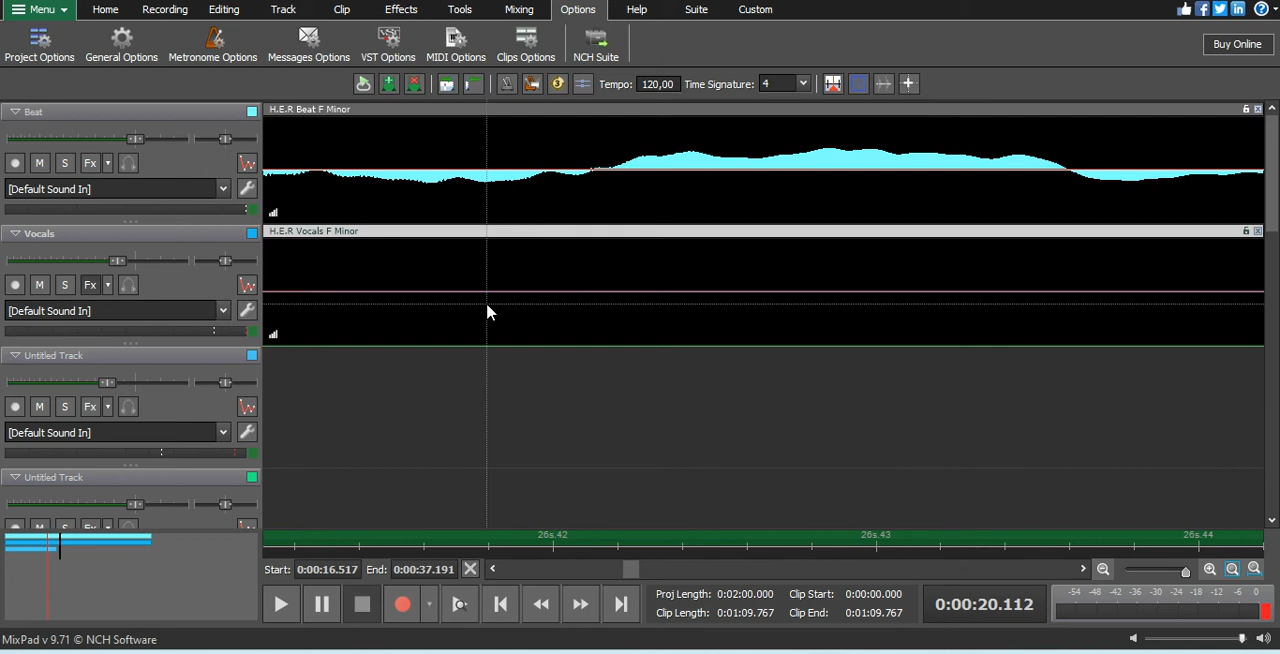 Menu Home Recording Editing Track Clip Effects Tools Mixing Options Help Suite Custom
Project Options General Options Metronome Options Messages Options VST Options MIDI Options Clips Options NCH Suite Buy Online
Tempo: 120,00 Time Signature: 4
Beat
H.E.R Beat F Minor
M S Fx
[Default Sound In]
Vocals
H.E.R Vocals F Minor
M S Fx
[Default Sound In]
Untitled Track
M S Fx
[Default Sound In]
Untitled Track
M S Fx
26s.42 26s.43 26s.44
Start: 0:00:16.517 End: 0:00:37.191
Proj Length: 0:02:00.000 Clip Start: 0:00:00.000
Clip Length: 0:01:09.767 Clip End: 0:01:09.767
0:00:20.112
-54 -48 -42 -36 -30 -24 -18 -12 -6 0
MixPad v 9.71 © NCH Software